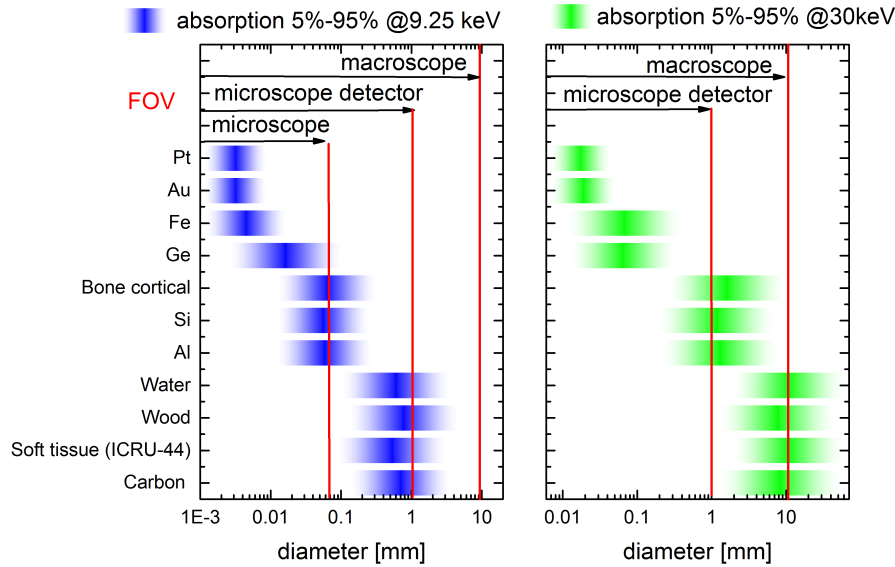 absorption 5%-95% @9.25 keV
absorption 5%-95% @30keV
macroscope
FOV
microscope detector
microscope
macroscope
microscope detector
Pt
Au
Fe
Ge
Bone cortical
Si
Al
Water
Wood
Soft tissue (ICRU-44)
Carbon
1E-3 0.01 0.1 1 10
diameter [mm]
0.01 0.1 1 10
diameter [mm]